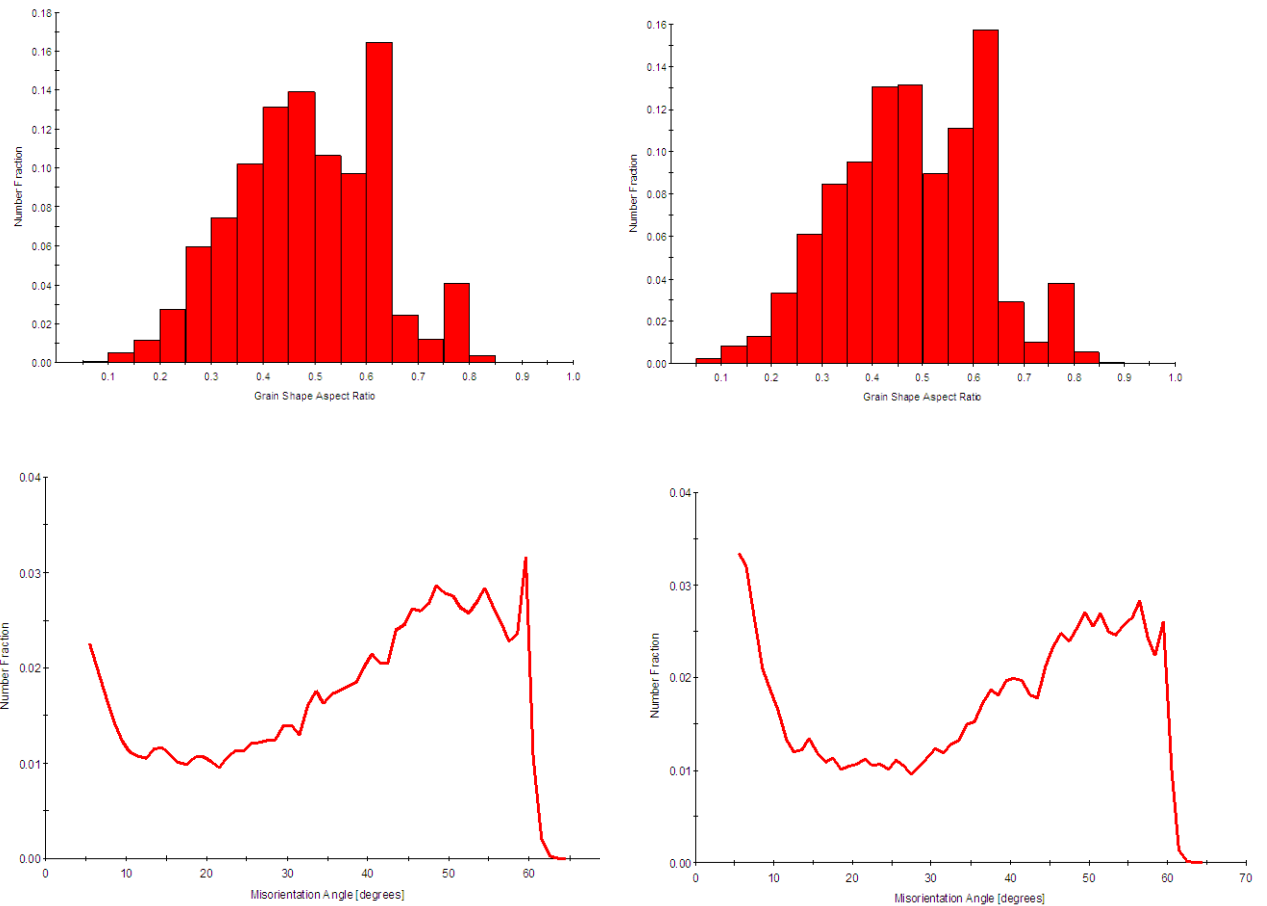 0.18
0.16
0.14
0.12
0.10
0.08
0.06
0.04
0.02
0.00
Number Fraction
0.1 0.2 0.3 0.4 0.5 0.6 0.7 0.8 0.9 1.0
Grain Shape Aspect Ratio
0.16
0.14
0.12
0.10
0.08
0.06
0.04
0.02
0.00
Number Fraction
0.1 0.2 0.3 0.4 0.5 0.6 0.7 0.8 0.9 1.0
Grain Shape Aspect Ratio
0.04
0.03
0.02
0.01
0.00
Number Fraction
0 10 20 30 40 50 60
Misorientation Angle [degrees]
0.04
0.03
0.02
0.01
0.00
Number Fraction
0 10 20 30 40 50 60 70
Misorientation Angle [degrees]